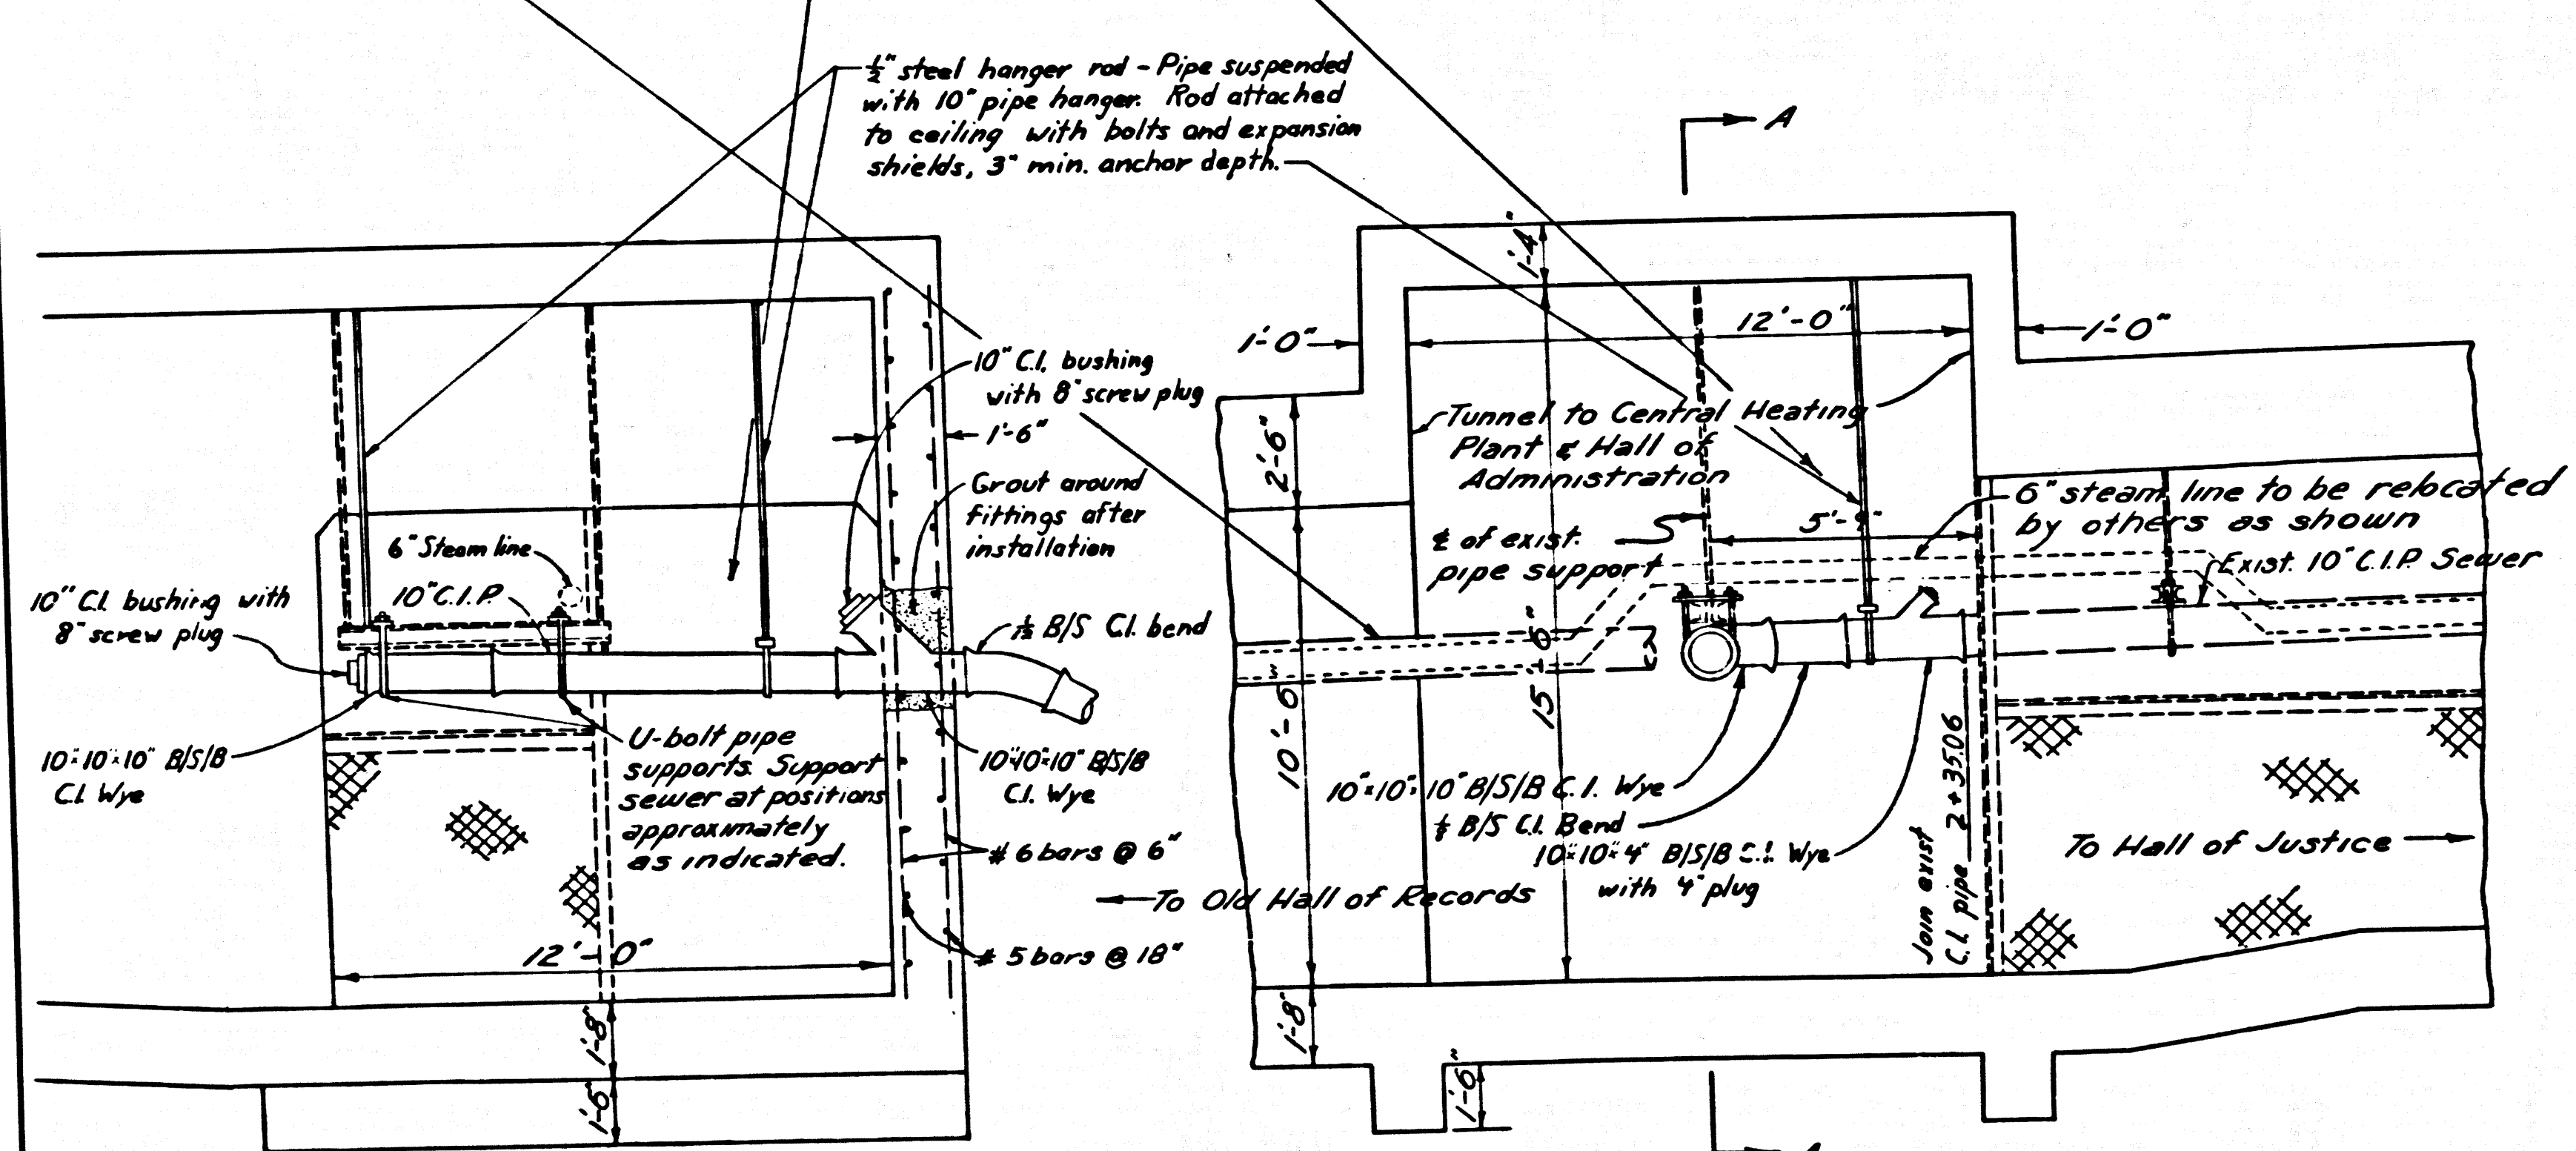 ½" steel hanger rod - Pipe suspended
with 10" pipe hanger. Rod attached
to ceiling with bolts and expansion
shields, 3" min. anchor depth.
A
1'-4"
12'-0"
1'-0"
1'-0"
10" C.I. bushing
with 8" screw plug
1'-6"
Tunnel to Central Heating
Plant & Hall of
Administration
2'-6"
Grout around
fittings after
installation
6" steam line to be relocated
by others as shown
5'-9"
℄ of exist.
pipe support
Exist. 10" C.I.P. Sewer
6" Steam line
10" C.I.P.
10" C.I. bushing with
8" screw plug
B/S C.I. bend
15'-6"
10'-6"
10"x10"x10" B/S/B
C.I. Wye
U-bolt pipe
supports. Support
sewer at positions
approximately
as indicated.
10"x10"x10" B/S/B
C.I. Wye
10"x10"x10" B/S/B C.I. Wye
⅛ B/S C.I. Bend
10"x10"x4" B/S/B C.I. Wye
with 4" plug
Join exist
C.I. pipe 2+35.06
To Hall of Justice
# 6 bars @ 6"
To Old Hall of Records
# 5 bars @ 18"
12'-0"
1'-8"
1'-6"
1'-8"
1'-6"